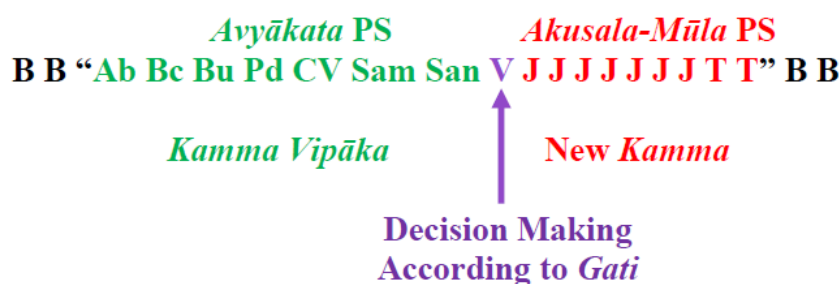 Avyākata PS Akusala-Mūla PS
B B “Ab Bc Bu Pd CV Sam San V J J J J J J J T T” B B
Kamma Vipāka New Kamma
Decision Making
According to Gati